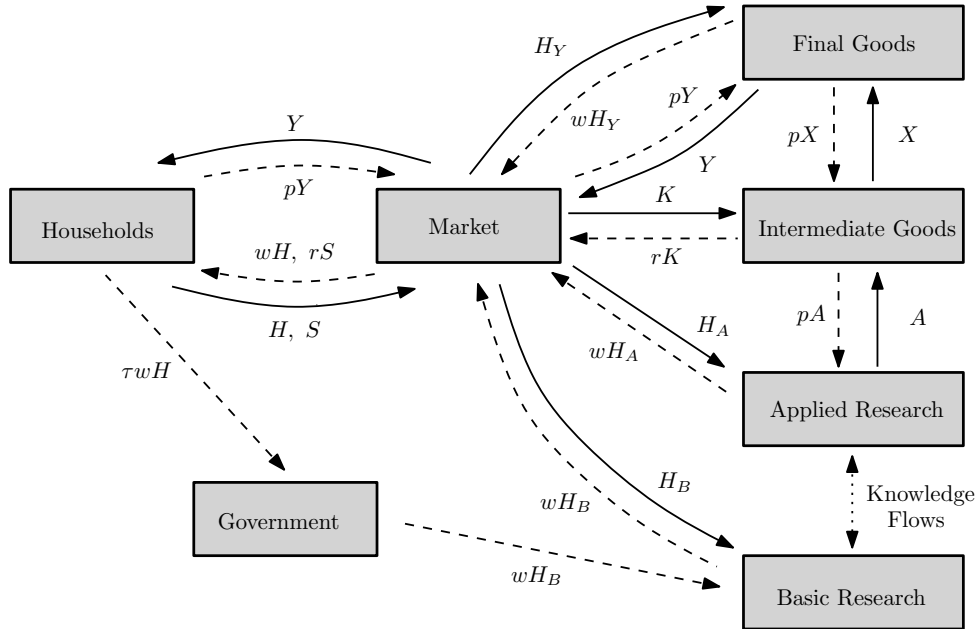 Final Goods
H_Y
wH_Y
pY
Y
pX
X
Y
pY
Households
Market
K
rK
Intermediate Goods
wH, rS
H, S
H_A
wH_A
pA
A
τwH
Applied Research
H_B
wH_B
Knowledge
Flows
Government
wH_B
Basic Research